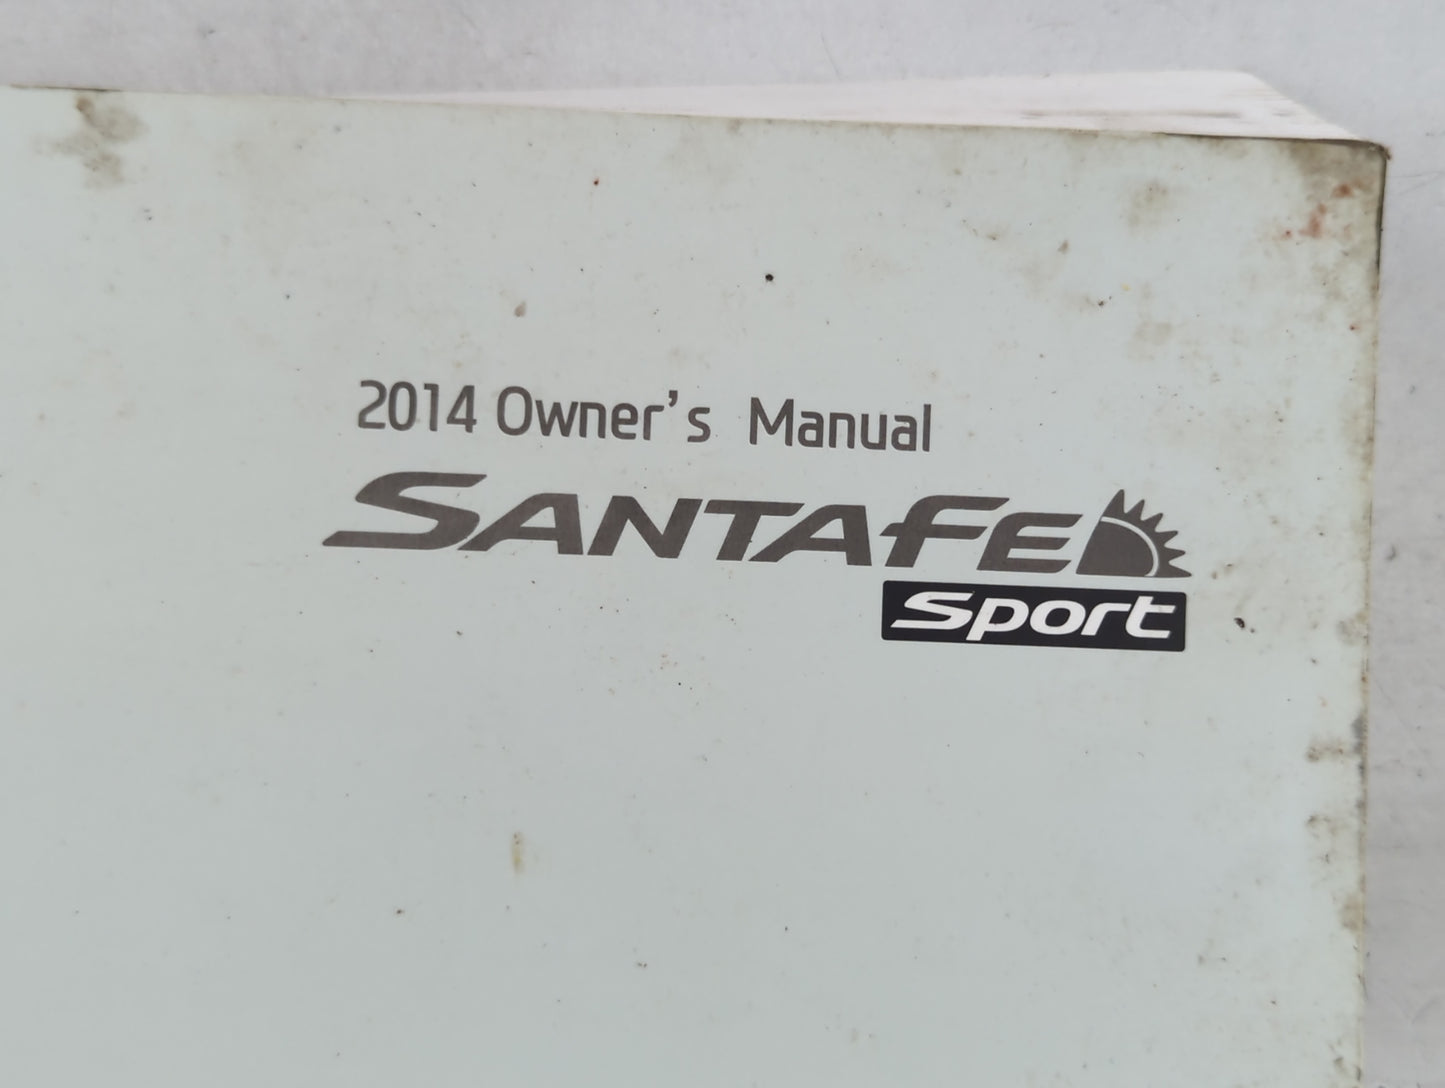 2014 Owner's Manual
SANTAFE
Sport